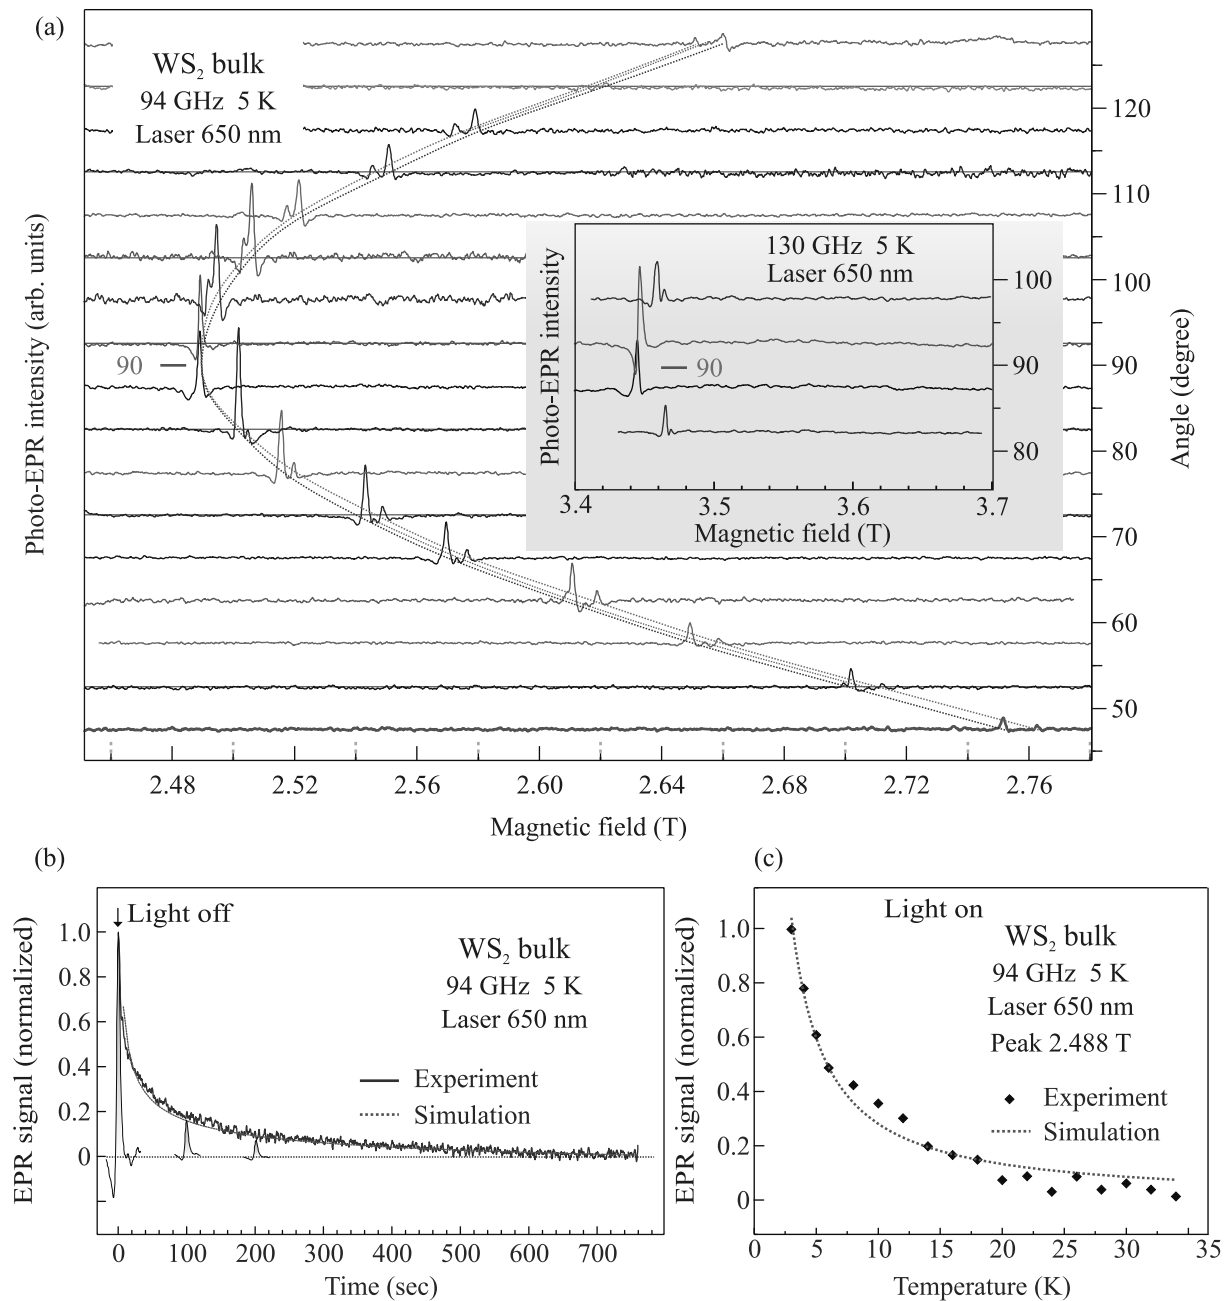 (a)
WS₂ bulk
94 GHz 5 K
Laser 650 nm
Photo-EPR intensity (arb. units)
90
120
110
100
90
80
70
60
50
Angle (degree)
130 GHz 5 K
Laser 650 nm
Photo-EPR intensity
90
100
90
80
3.4 3.5 3.6 3.7
Magnetic field (T)
2.48 2.52 2.56 2.60 2.64 2.68 2.72 2.76
Magnetic field (T)
(b)
Light off
WS₂ bulk
94 GHz 5 K
Laser 650 nm
Experiment
Simulation
EPR signal (normalized)
1.0
0.8
0.6
0.4
0.2
0
0 100 200 300 400 500 600 700
Time (sec)
(c)
Light on
WS₂ bulk
94 GHz 5 K
Laser 650 nm
Peak 2.488 T
Experiment
Simulation
EPR signal (normalized)
1.0
0.8
0.6
0.4
0.2
0
0 5 10 15 20 25 30 35
Temperature (K)